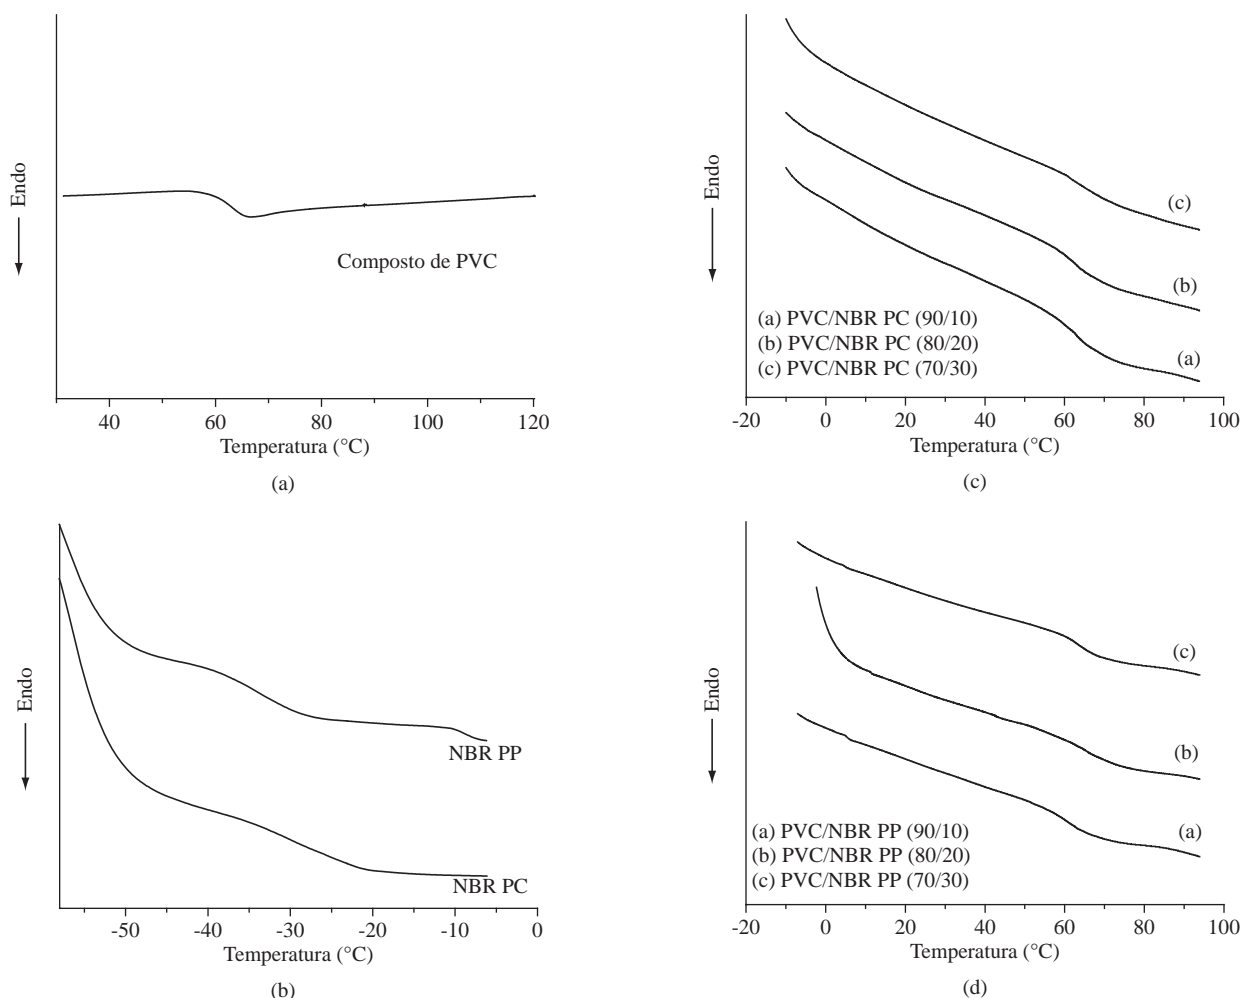 Endo
Composto de PVC
40 60 80 100 120
Temperatura (°C)
(a)
Endo
(c)
(b)
(a)
(a) PVC/NBR PC (90/10)
(b) PVC/NBR PC (80/20)
(c) PVC/NBR PC (70/30)
-20 0 20 40 60 80 100
Temperatura (°C)
(c)
Endo
NBR PP
NBR PC
-50 -40 -30 -20 -10 0
Temperatura (°C)
(b)
Endo
(c)
(b)
(a)
(a) PVC/NBR PP (90/10)
(b) PVC/NBR PP (80/20)
(c) PVC/NBR PP (70/30)
-20 0 20 40 60 80 100
Temperatura (°C)
(d)